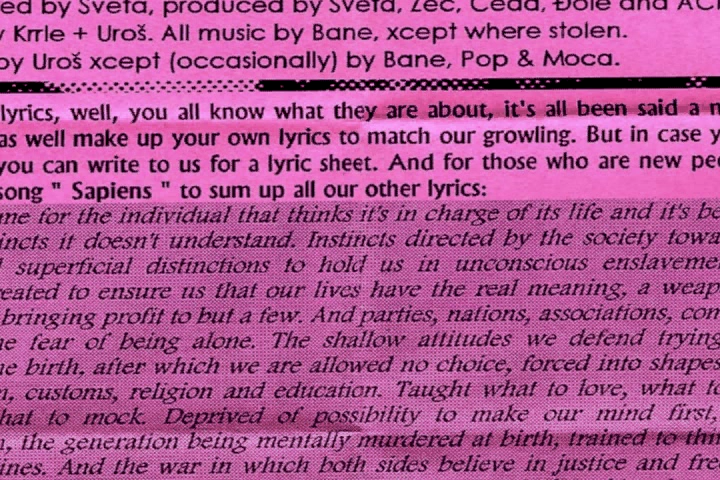 ed by Sveta, produced by Sveta, Zec, Ceda, Đole and AC
Krrle + Uroš. All music by Bane, xcept where stolen.
by Uroš xcept (occasionally) by Bane, Pop & Moca.
lyrics, well, you all know what they are about, it's all been said a
as well make up your own lyrics to match our growling. But in case y
you can write to us for a lyric sheet. And for those who are new pe
song " Sapiens " to sum up all our other lyrics:
me for the individual that thinks it's in charge of its life and it's be
incts it doesn't understand. Instincts directed by the society towa
superficial distinctions to hold us in unconscious enslaveme
reated to ensure us that our lives have the real meaning, a weap
bringing profit to but a few. And parties, nations, associations, com
he fear of being alone. The shallow attitudes we defend trying
he birth, after which we are allowed no choice, forced into shapes
n, customs, religion and education. Taught what to love, what to
hat to mock. Deprived of possibility to make our mind first,
n, the generation being mentally murdered at birth, trained to thin
ines. And the war in which both sides believe in justice and free